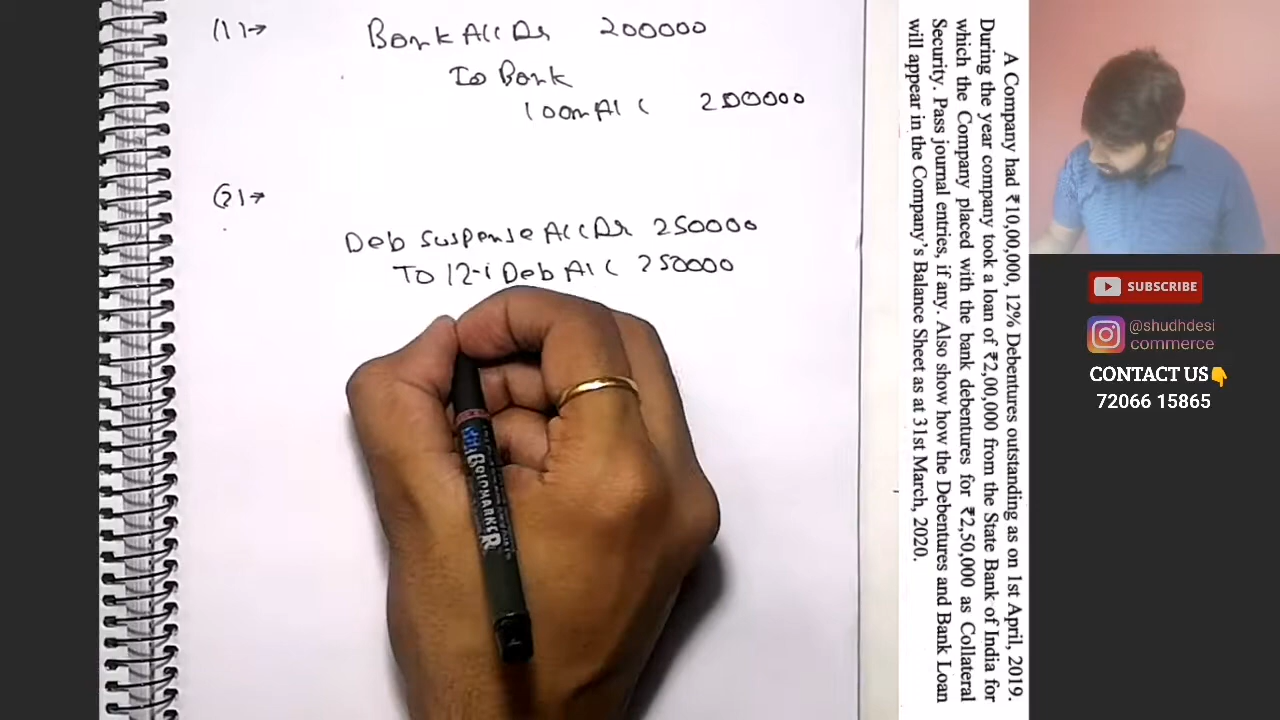 (1)→ Bank A/C Dr 200000
To Bank
loan A/C 200000
(2)→
Deb Suspense A/C Dr 250000
To 12% Deb A/C 250000
BOLDMARKER
A Company had ₹10,00,000, 12% Debentures outstanding as on 1st April, 2019.
During the year company took a loan of ₹2,00,000 from the State Bank of India for
which the Company placed with the bank debentures for ₹2,50,000 as Collateral
Security. Pass journal entries, if any. Also show how the Debentures and Bank Loan
will appear in the Company's Balance Sheet as at 31st March, 2020.
SUBSCRIBE
@shudhdesi
commerce
CONTACT US👇
72066 15865